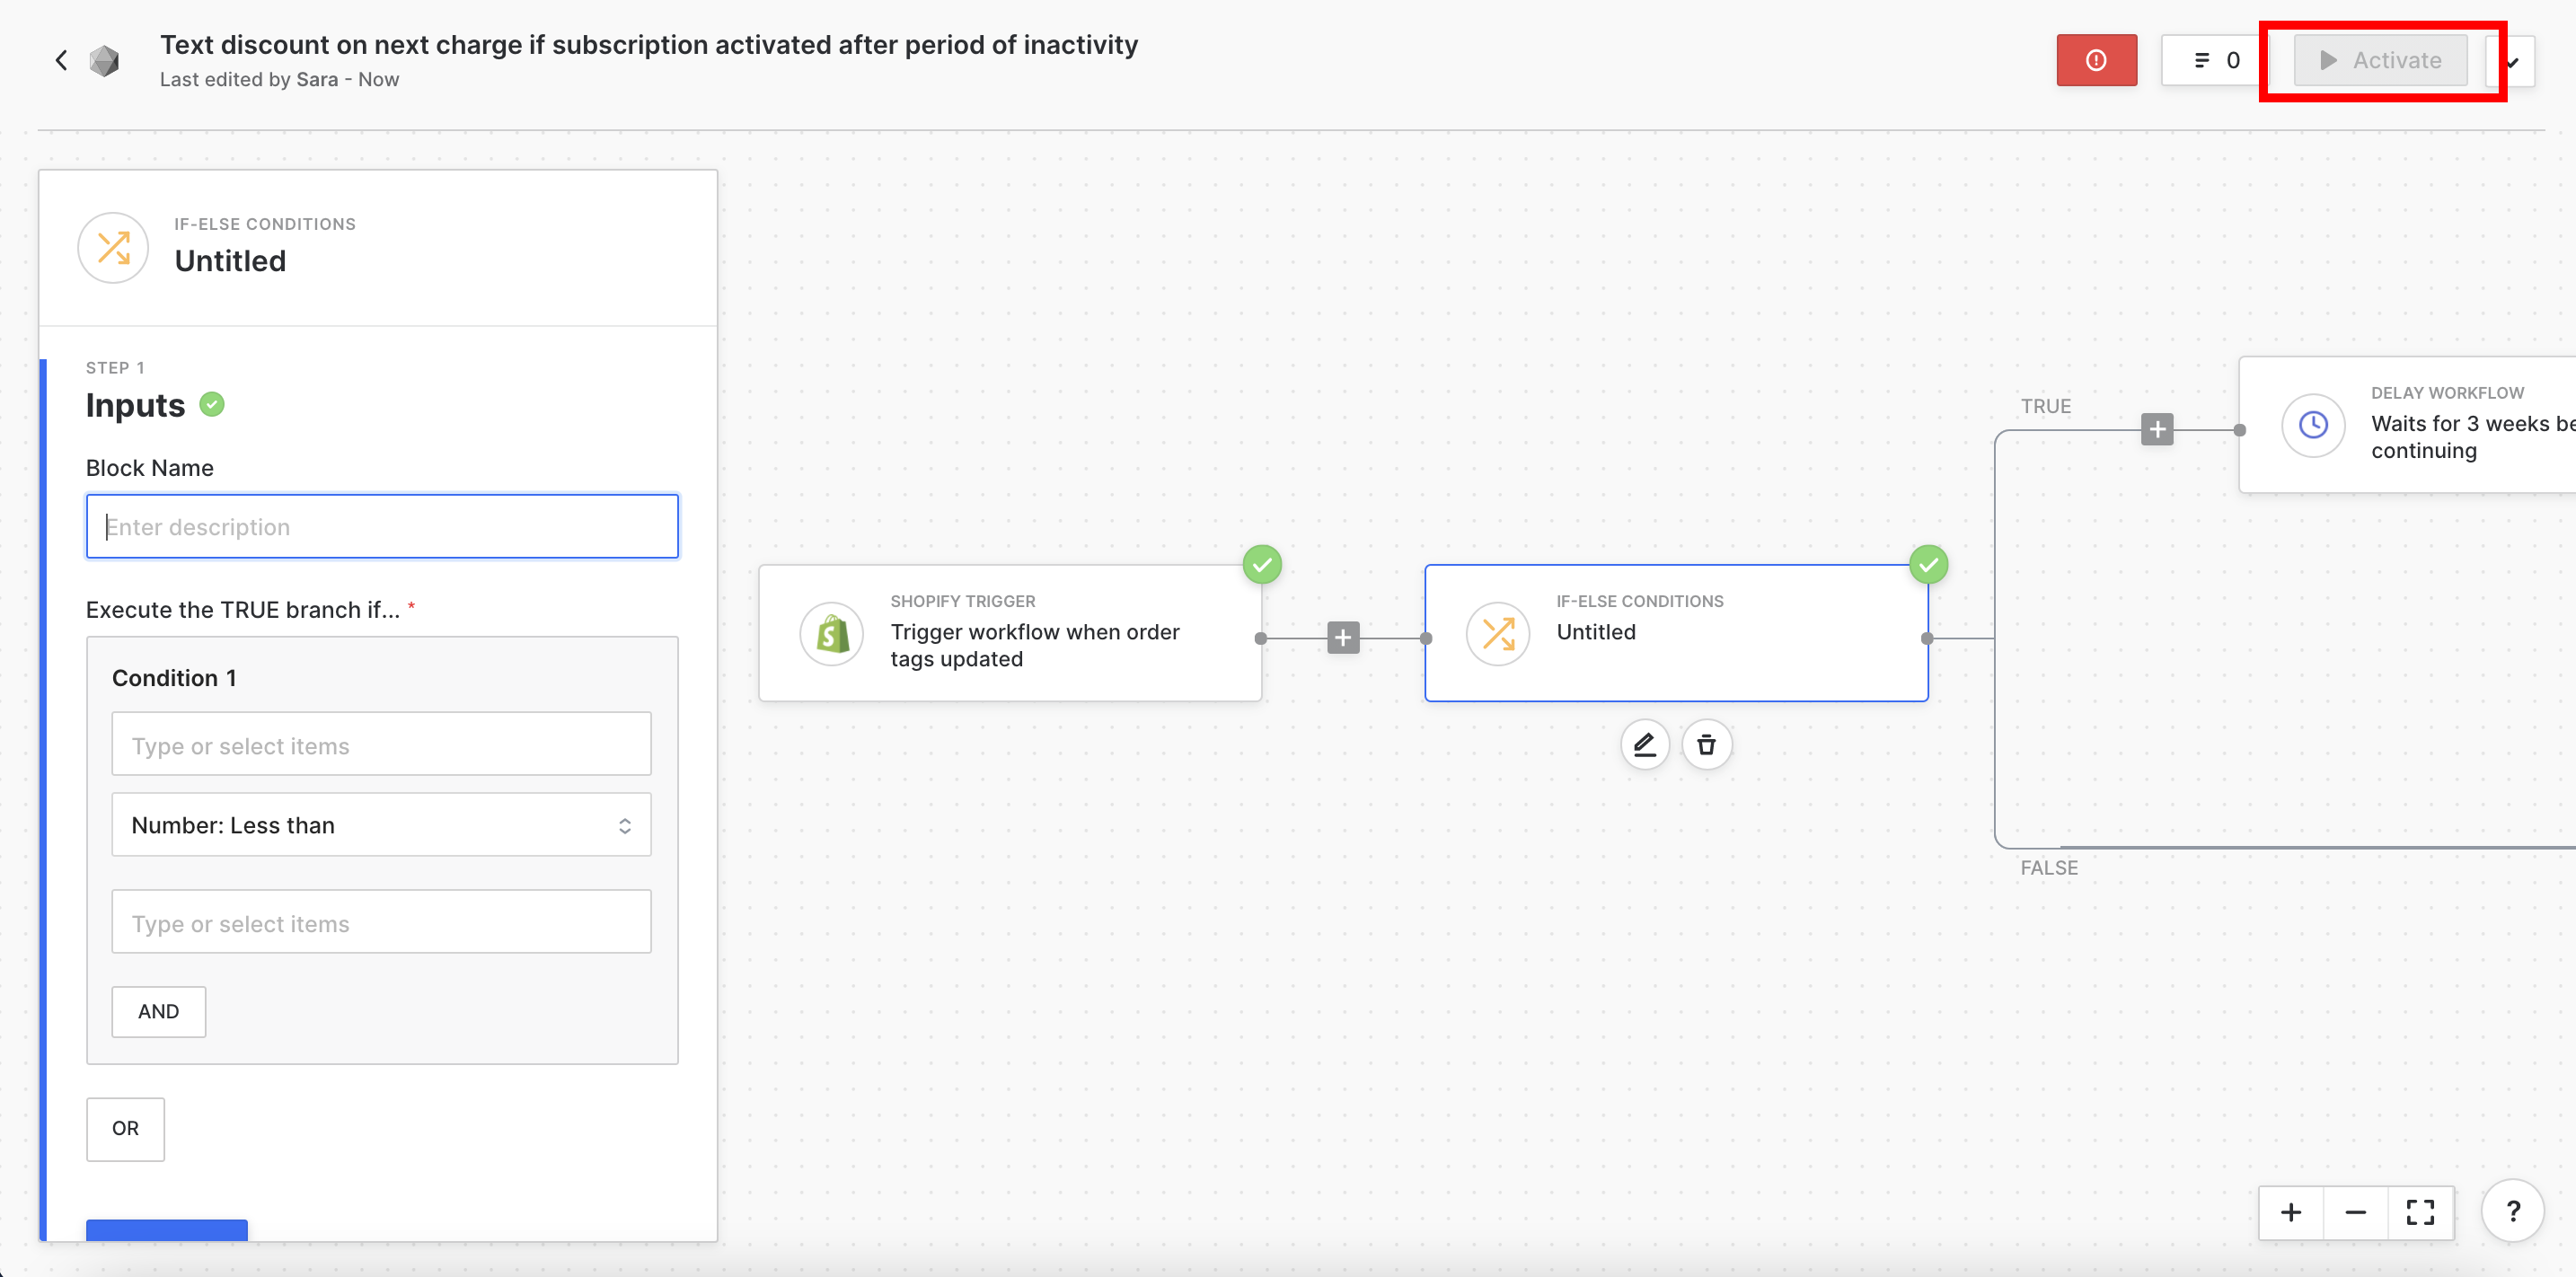 Text discount on next charge if subscription activated after period of inactivity
Last edited by Sara - Now
0
Activate
IF-ELSE CONDITIONS
Untitled
STEP 1
Inputs
Block Name
Enter description
Execute the TRUE branch if... *
Condition 1
Type or select items
Number: Less than
Type or select items
AND
OR
SHOPIFY TRIGGER
Trigger workflow when order
tags updated
IF-ELSE CONDITIONS
Untitled
TRUE
FALSE
DELAY WORKFLOW
Waits for 3 weeks be
continuing
?